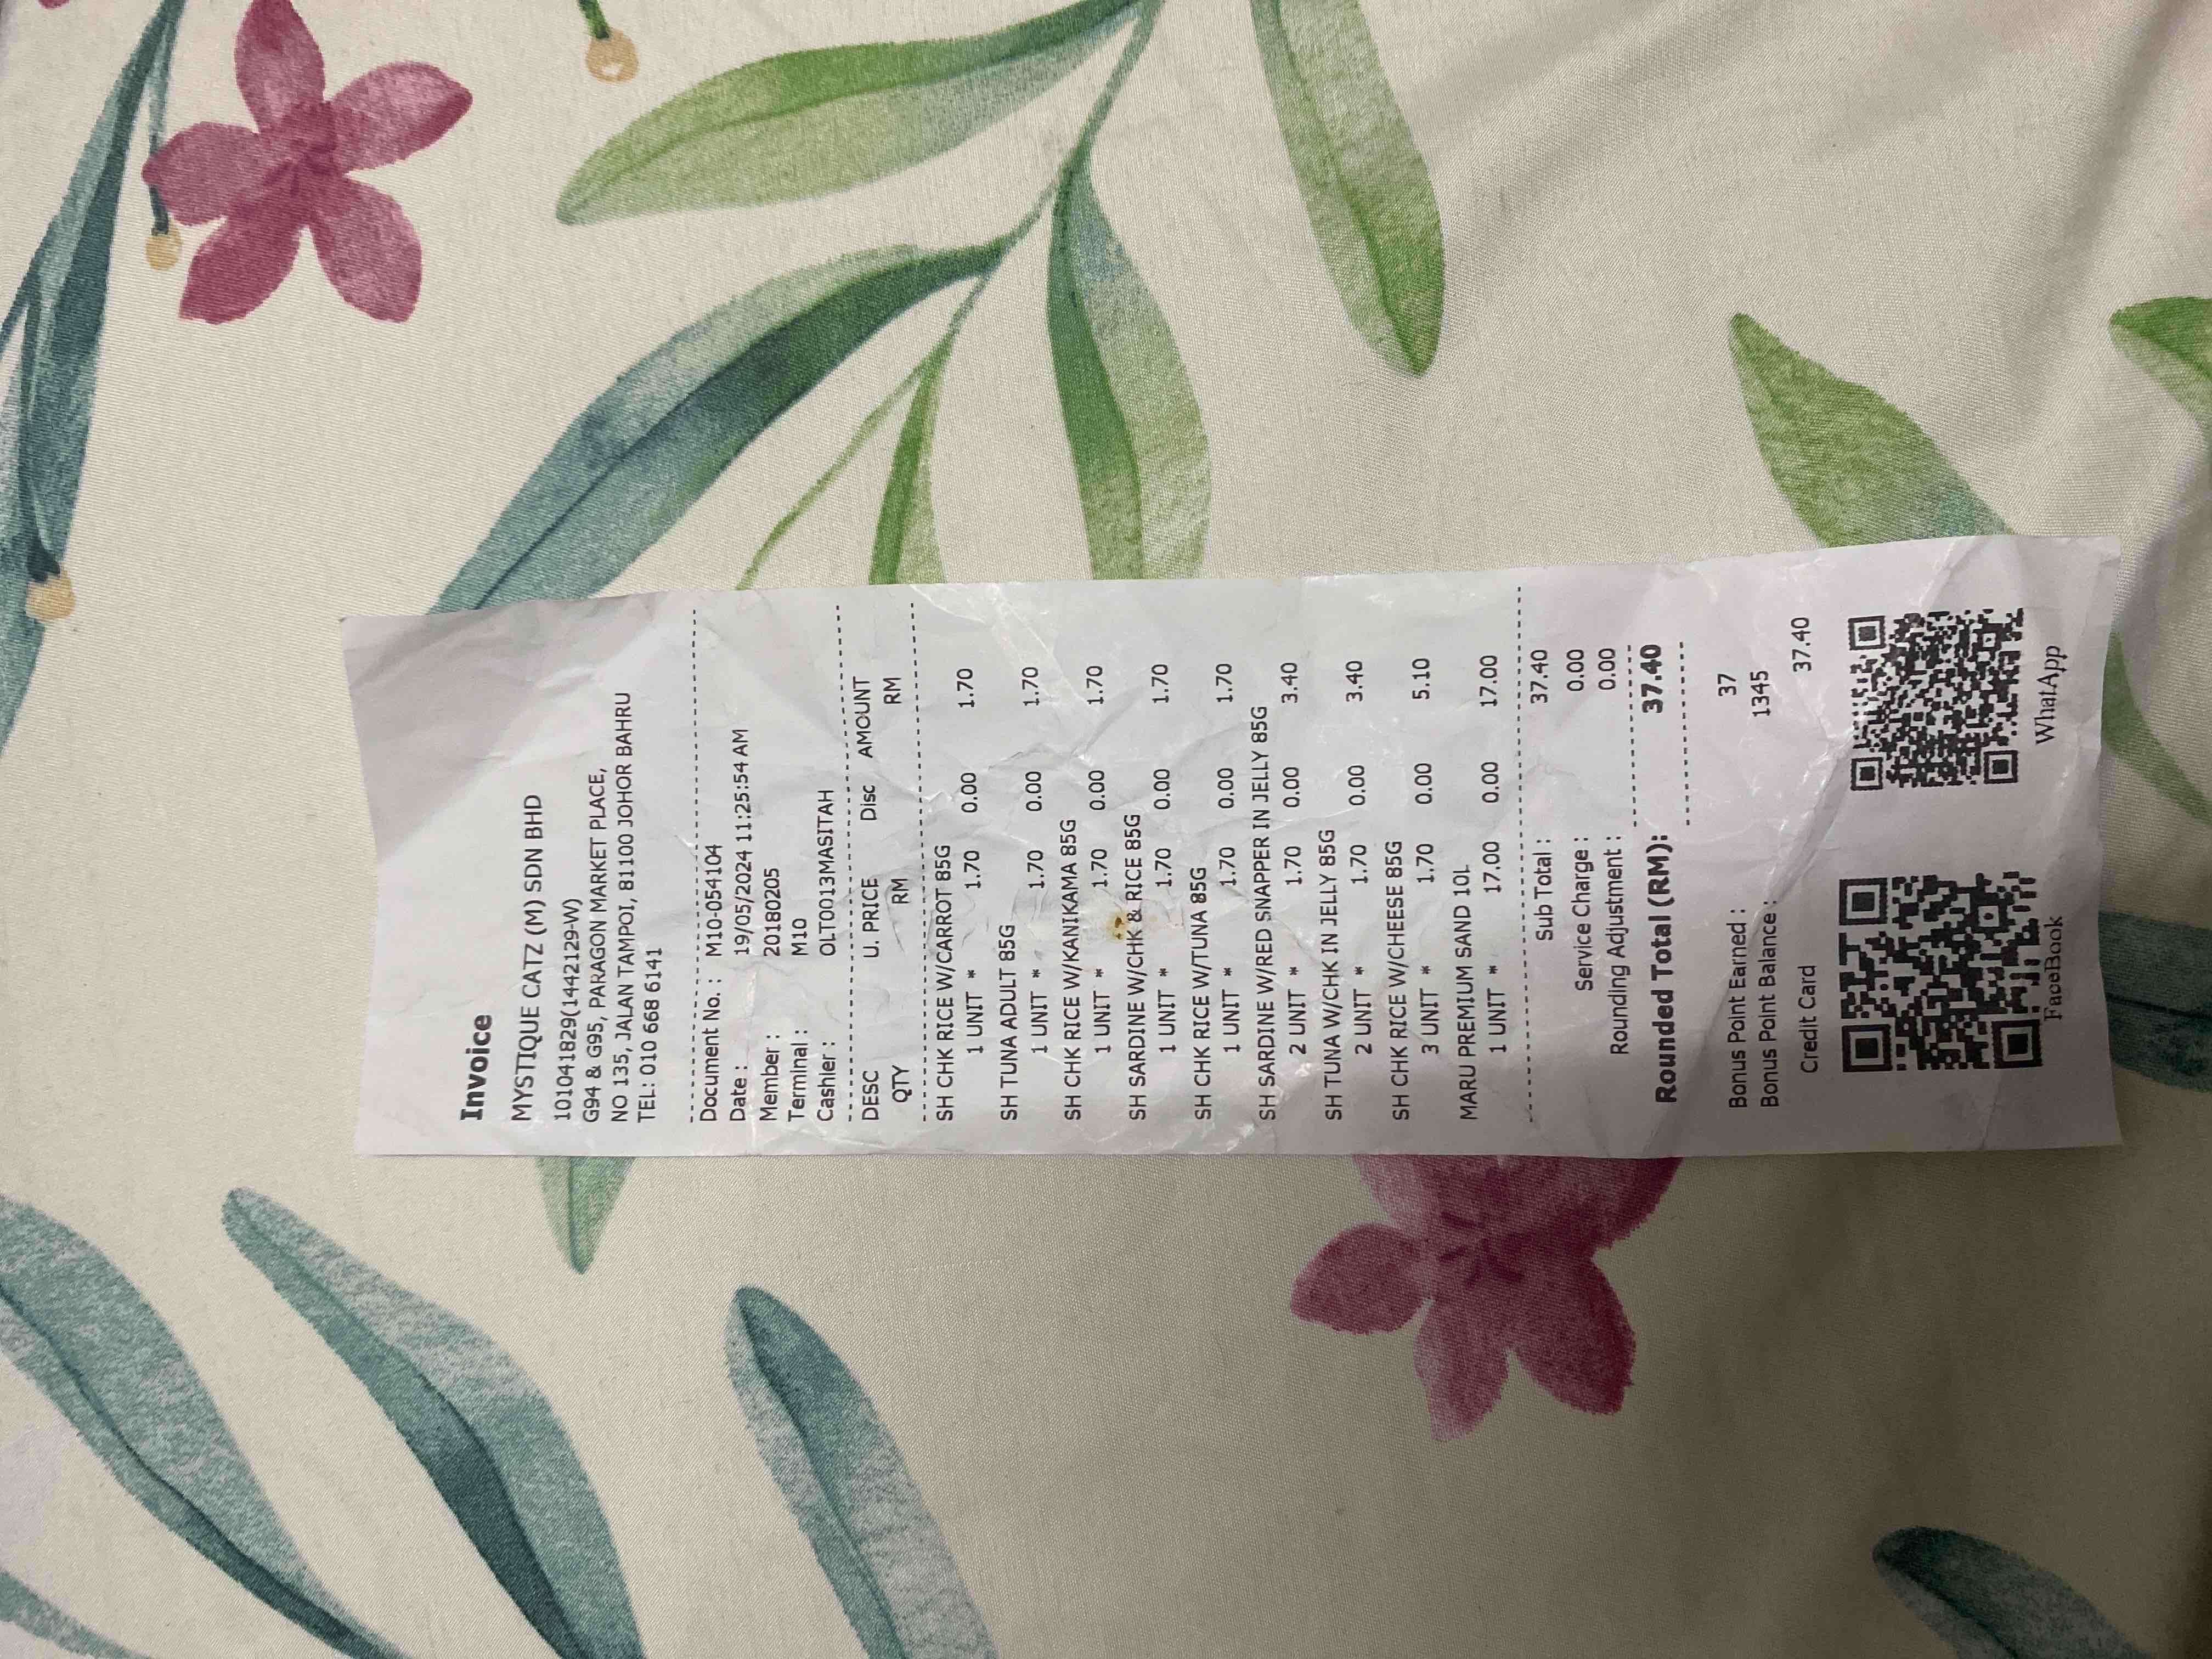 Invoice
MYSTIQUE CATZ (M) SDN BHD
101041829(1442129-W)
G94 & G95, PARAGON MARKET PLACE,
NO 135, JALAN TAMPOI, 81100 JOHOR BAHRU
TEL: 010 668 6141
Document No. : M10-054104
Date : 19/05/2024 11:25:54 AM
Member : 20180205
Terminal : M10
Cashier : OLT0013MASITAH
DESC U. PRICE Disc AMOUNT
QTY RM RM
SH CHK RICE W/CARROT 85G
1 UNIT * 1.70 0.00 1.70
SH TUNA ADULT 85G
1 UNIT * 1.70 0.00 1.70
SH CHK RICE W/KANIKAMA 85G
1 UNIT * 1.70 0.00 1.70
SH SARDINE W/CHK & RICE 85G
1 UNIT * 1.70 0.00 1.70
SH CHK RICE W/TUNA 85G
1 UNIT * 1.70 0.00 1.70
SH SARDINE W/RED SNAPPER IN JELLY 85G
2 UNIT * 1.70 0.00 3.40
SH TUNA W/CHK IN JELLY 85G
2 UNIT * 1.70 0.00 3.40
SH CHK RICE W/CHEESE 85G
3 UNIT * 1.70 0.00 5.10
MARU PREMIUM SAND 10L
1 UNIT * 17.00 0.00 17.00
Sub Total : 37.40
Service Charge : 0.00
Rounding Adjustment : 0.00
Rounded Total (RM): 37.40
Bonus Point Earned : 37
Bonus Point Balance : 1345
Credit Card 37.40
FaceBook WhatApp